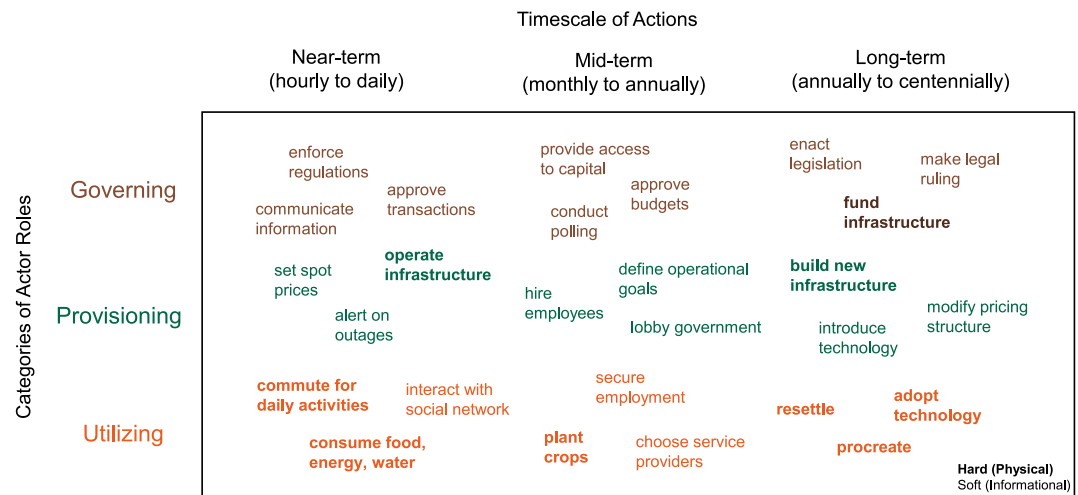 Timescale of Actions
Near-term
(hourly to daily)
Mid-term
(monthly to annually)
Long-term
(annually to centennially)
Categories of Actor Roles
Governing
enforce
regulations
approve
transactions
communicate
information
provide access
to capital
approve
budgets
conduct
polling
enact
legislation
make legal
ruling
fund
infrastructure
Provisioning
set spot
prices
operate
infrastructure
alert on
outages
hire
employees
define operational
goals
lobby government
build new
infrastructure
modify pricing
structure
introduce
technology
Utilizing
commute for
daily activities
interact with
social network
consume food,
energy, water
secure
employment
plant
crops
choose service
providers
resettle
adopt
technology
procreate
Hard (Physical)
Soft (Informational)